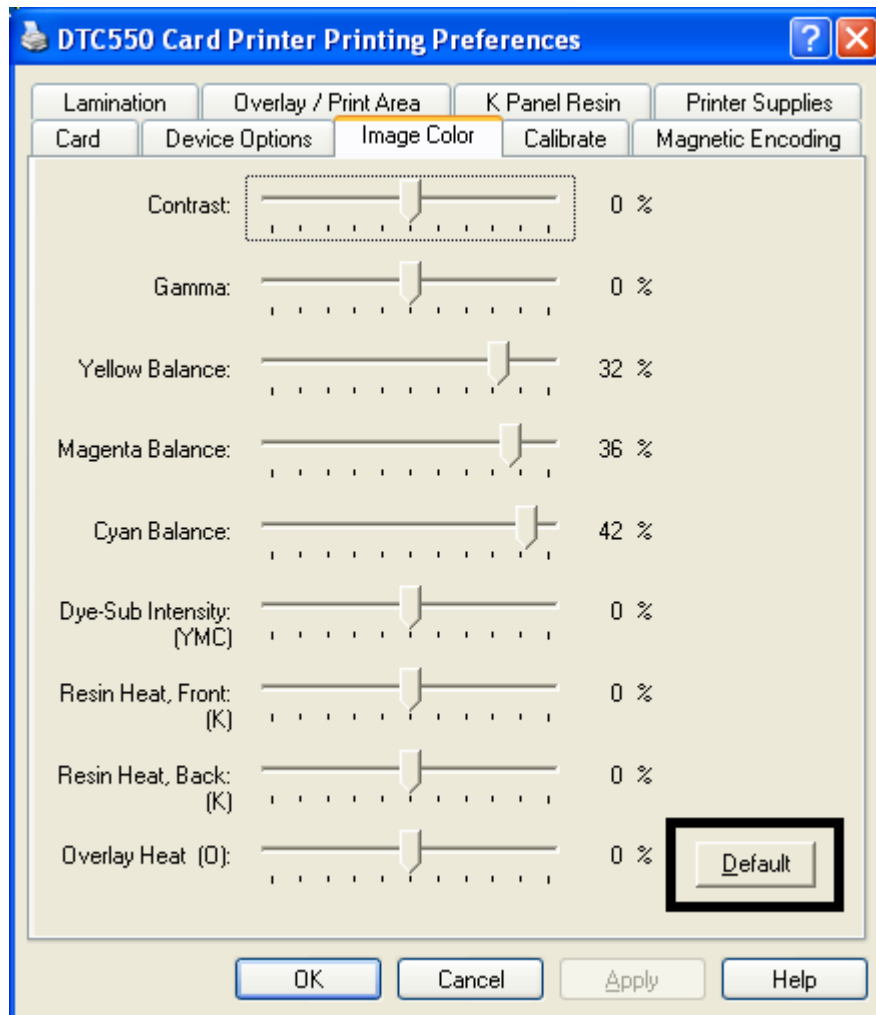 DTC550 Card Printer Printing Preferences
Lamination Overlay / Print Area K Panel Resin Printer Supplies
Card Device Options Image Color Calibrate Magnetic Encoding
Contrast: 0 %
Gamma: 0 %
Yellow Balance: 32 %
Magenta Balance: 36 %
Cyan Balance: 42 %
Dye-Sub Intensity: 0 %
(YMC)
Resin Heat, Front: 0 %
(K)
Resin Heat, Back: 0 %
(K)
Overlay Heat (O): 0 % Default
OK Cancel Apply Help